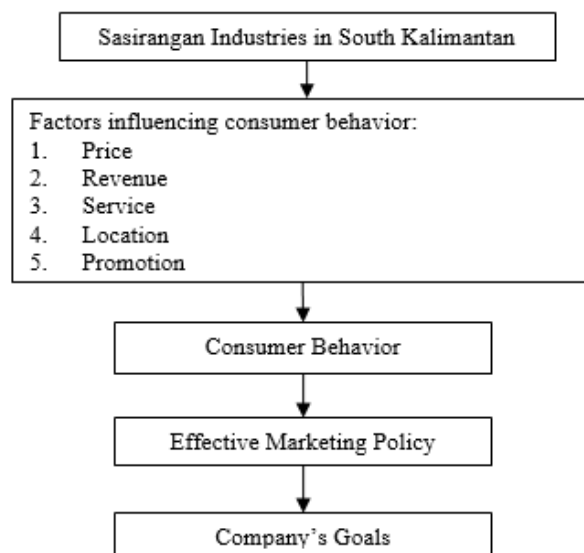 Sasirangan Industries in South Kalimantan
Factors influencing consumer behavior:
1. Price
2. Revenue
3. Service
4. Location
5. Promotion
Consumer Behavior
Effective Marketing Policy
Company’s Goals